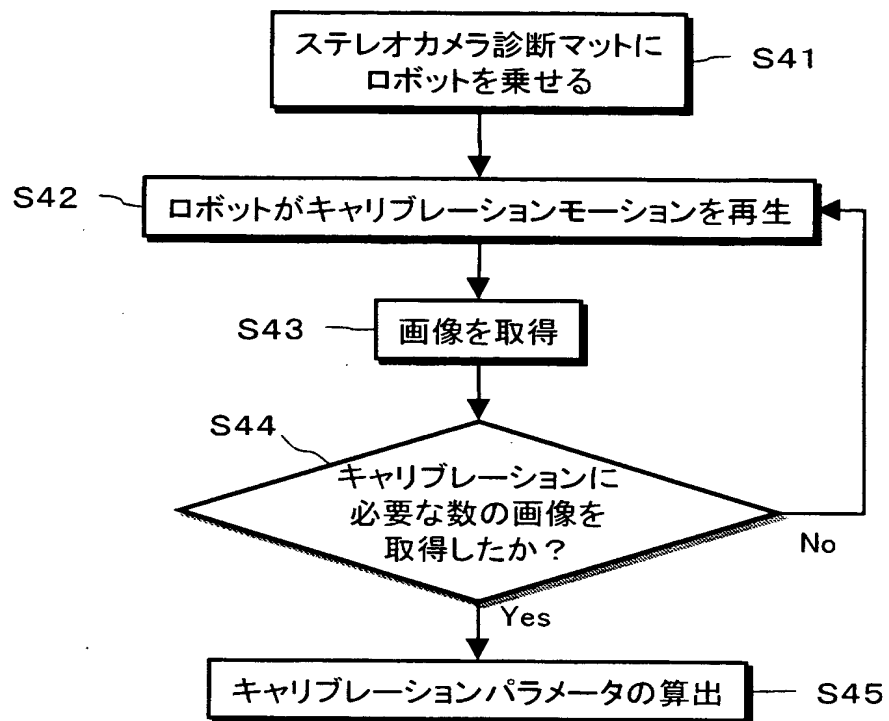 ステレオカメラ診断マットに
ロボットを乗せる
S41
S42
ロボットがキャリブレーションモーションを再生
S43
画像を取得
S44
キャリブレーションに
必要な数の画像を
取得したか？
No
Yes
キャリブレーションパラメータの算出
S45